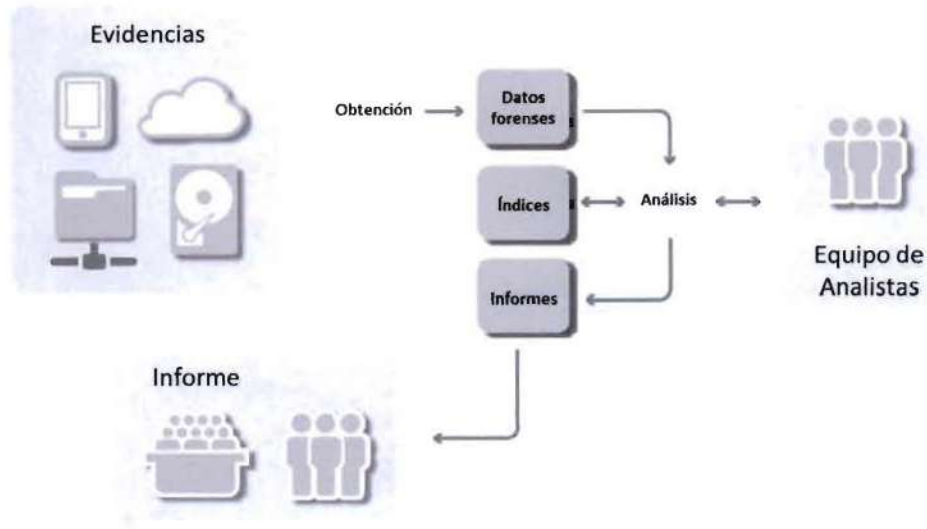 Evidencias
Obtención
Datos
forenses
Índices
Análisis
Equipo de
Analistas
Informes
Informe